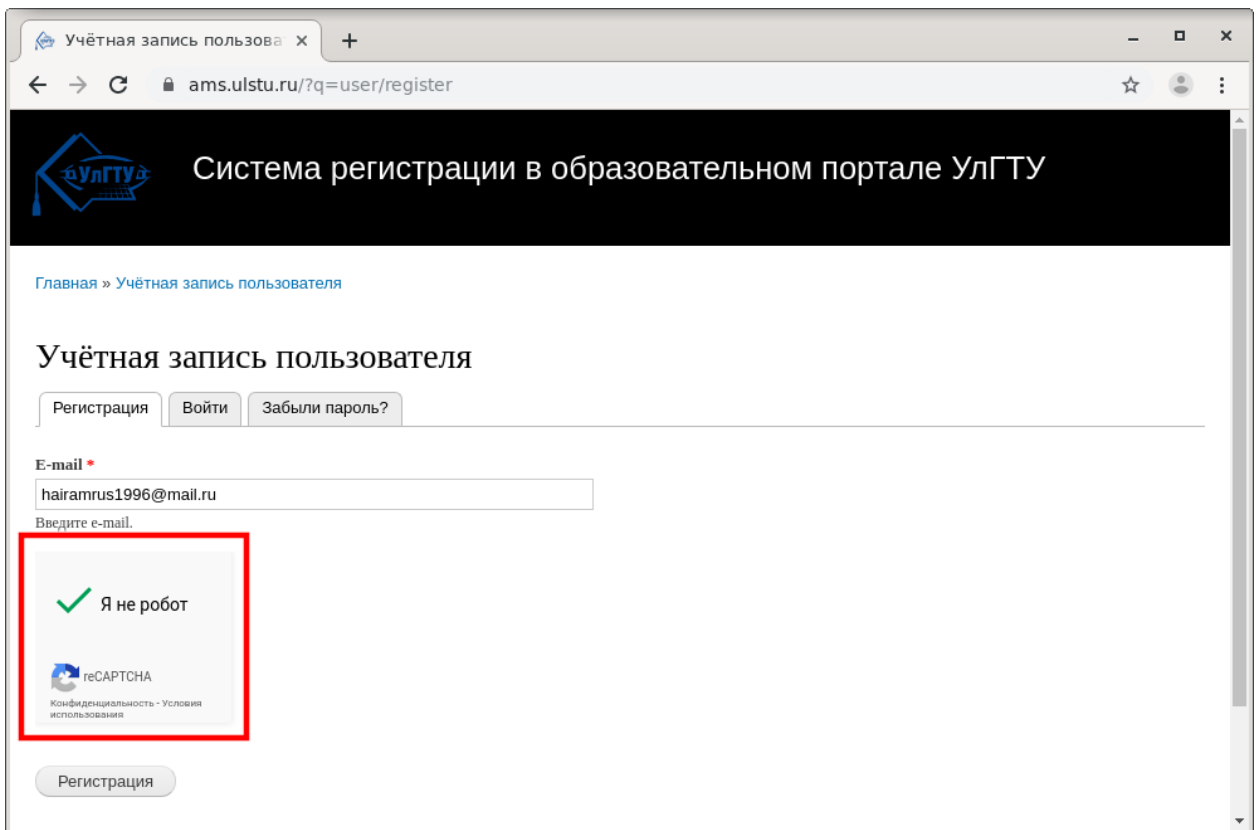 Учётная запись пользова
ams.ulstu.ru/?q=user/register
УлГТУ
Система регистрации в образовательном портале УлГТУ
Главная » Учётная запись пользователя
Учётная запись пользователя
Регистрация Войти Забыли пароль?
E-mail *
hairamrus1996@mail.ru
Введите e-mail.
Я не робот
reCAPTCHA
Конфиденциальность - Условия
использования
Регистрация